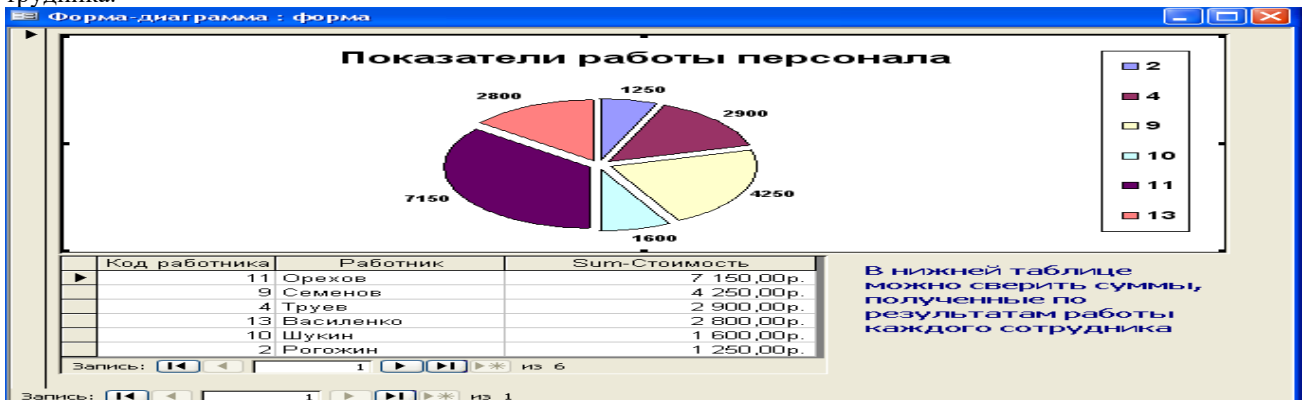 трудника.
Форма-диаграмма : форма
Показатели работы персонала
2
4
9
10
11
13
1250
2900
4250
1600
7150
2800
Код работника Работник Sum-Стоимость
11 Орехов 7 150,00р.
9 Семенов 4 250,00р.
4 Труев 2 900,00р.
13 Василенко 2 800,00р.
10 Шукин 1 600,00р.
2 Рогожин 1 250,00р.
Запись: 1 из 6
В нижней таблице
можно сверить суммы,
полученные по
результатам работы
каждого сотрудника
Запись: 1 из 1